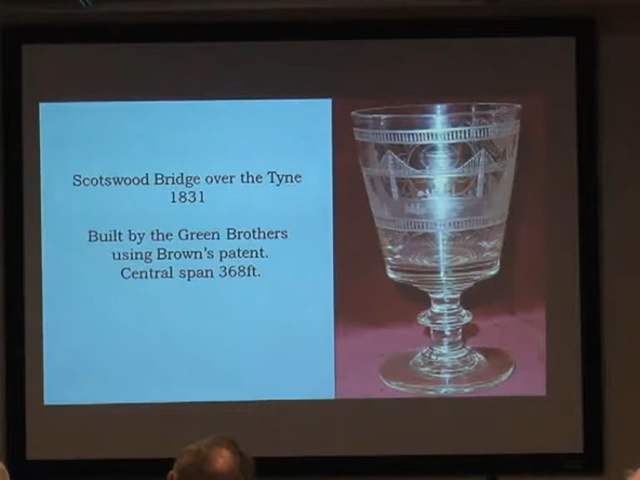 Scotswood Bridge over the Tyne
1831
Built by the Green Brothers
using Brown's patent.
Central span 368ft.